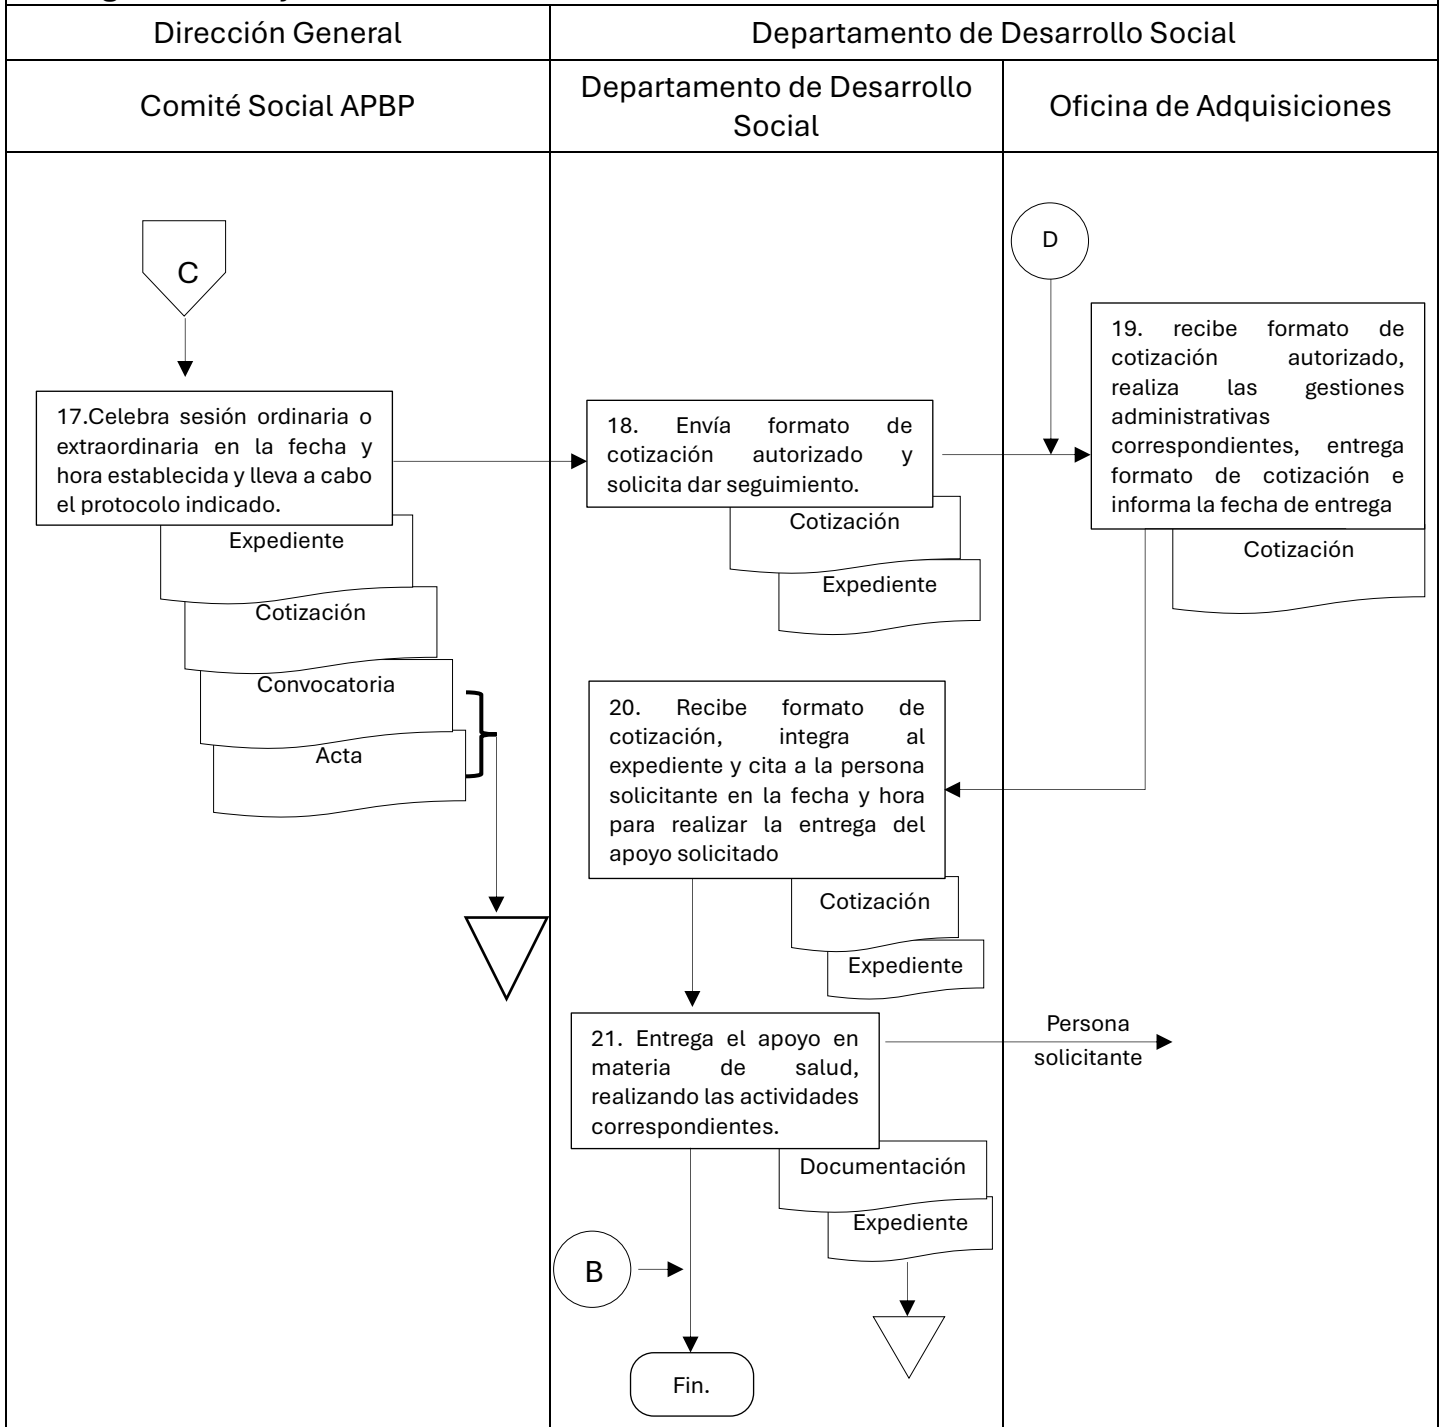 Dirección General
Departamento de Desarrollo Social
Comité Social APBP
Departamento de Desarrollo
Social
Oficina de Adquisiciones
C
D
17.Celebra sesión ordinaria o
extraordinaria en la fecha y
hora establecida y lleva a cabo
el protocolo indicado.
Expediente
Cotización
Convocatoria
Acta
18. Envía formato de
cotización autorizado y
solicita dar seguimiento.
Cotización
Expediente
19. recibe formato de
cotización autorizado,
realiza las gestiones
administrativas
correspondientes, entrega
formato de cotización e
informa la fecha de entrega
Cotización
20. Recibe formato de
cotización, integra al
expediente y cita a la persona
solicitante en la fecha y hora
para realizar la entrega del
apoyo solicitado
Cotización
Expediente
21. Entrega el apoyo en
materia de salud,
realizando las actividades
correspondientes.
Persona
solicitante
Documentación
Expediente
B
Fin.